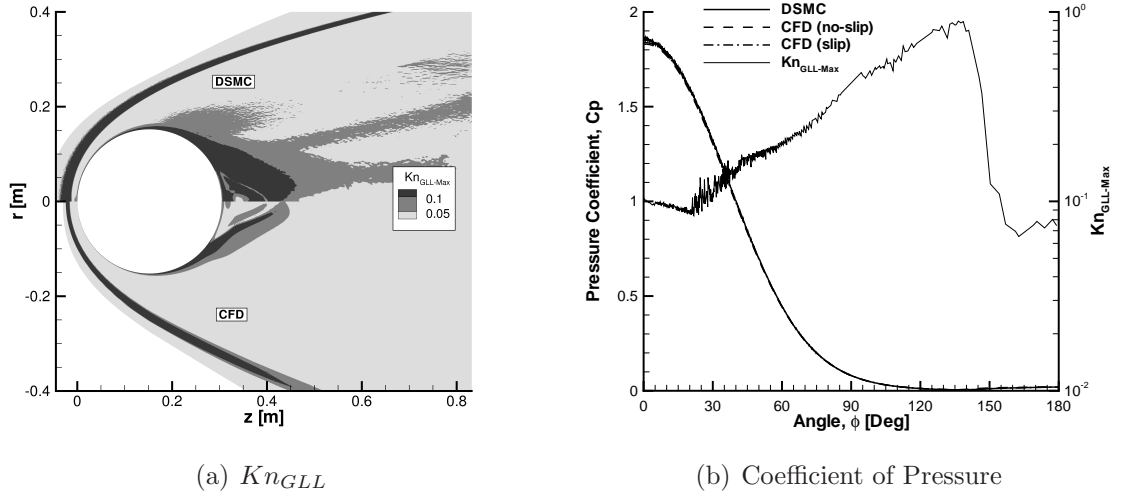 0.4
0.2
0
-0.2
-0.4
r [m]
DSMC
CFD
Kn GLL-Max
0.1
0.05
0 0.2 0.4 0.6 0.8
z [m]
(a) Kn GLL
DSMC
CFD (no-slip)
CFD (slip)
Kn GLL-Max
2
1.5
1
0.5
0
Pressure Coefficient, Cp
10^0
10^-1
10^-2
Kn GLL-Max
0 30 60 90 120 150 180
Angle, ϕ [Deg]
(b) Coefficient of Pressure